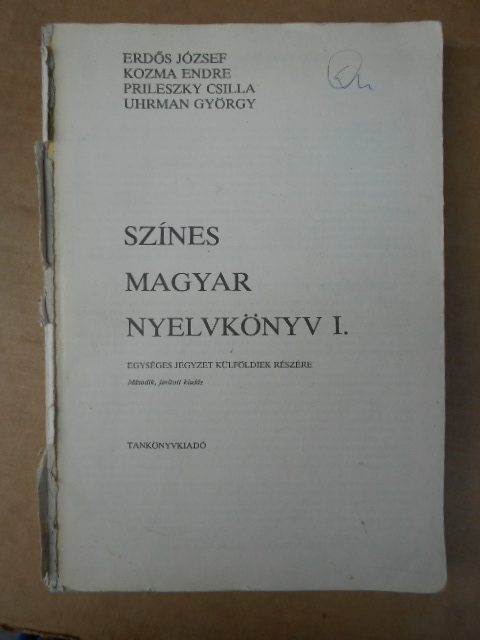 ERDŐS JÓZSEF
KOZMA ENDRE
PRILESZKY CSILLA
UHRMAN GYÖRGY
SZÍNES
MAGYAR
NYELVKÖNYV I.
EGYSÉGES JEGYZET KÜLFÖLDIEK RÉSZÉRE
Második, javított kiadás
TANKÖNYVKIADÓ